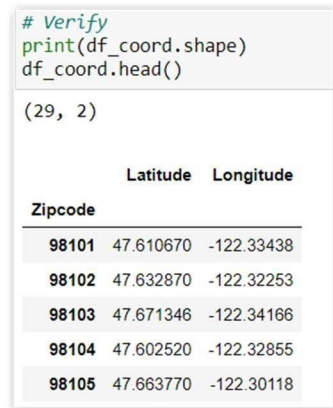 # Verify
print(df_coord.shape)
df_coord.head()
(29, 2)
Latitude Longitude
Zipcode
98101 47.610670 -122.33438
98102 47.632870 -122.32253
98103 47.671346 -122.34166
98104 47.602520 -122.32855
98105 47.663770 -122.30118